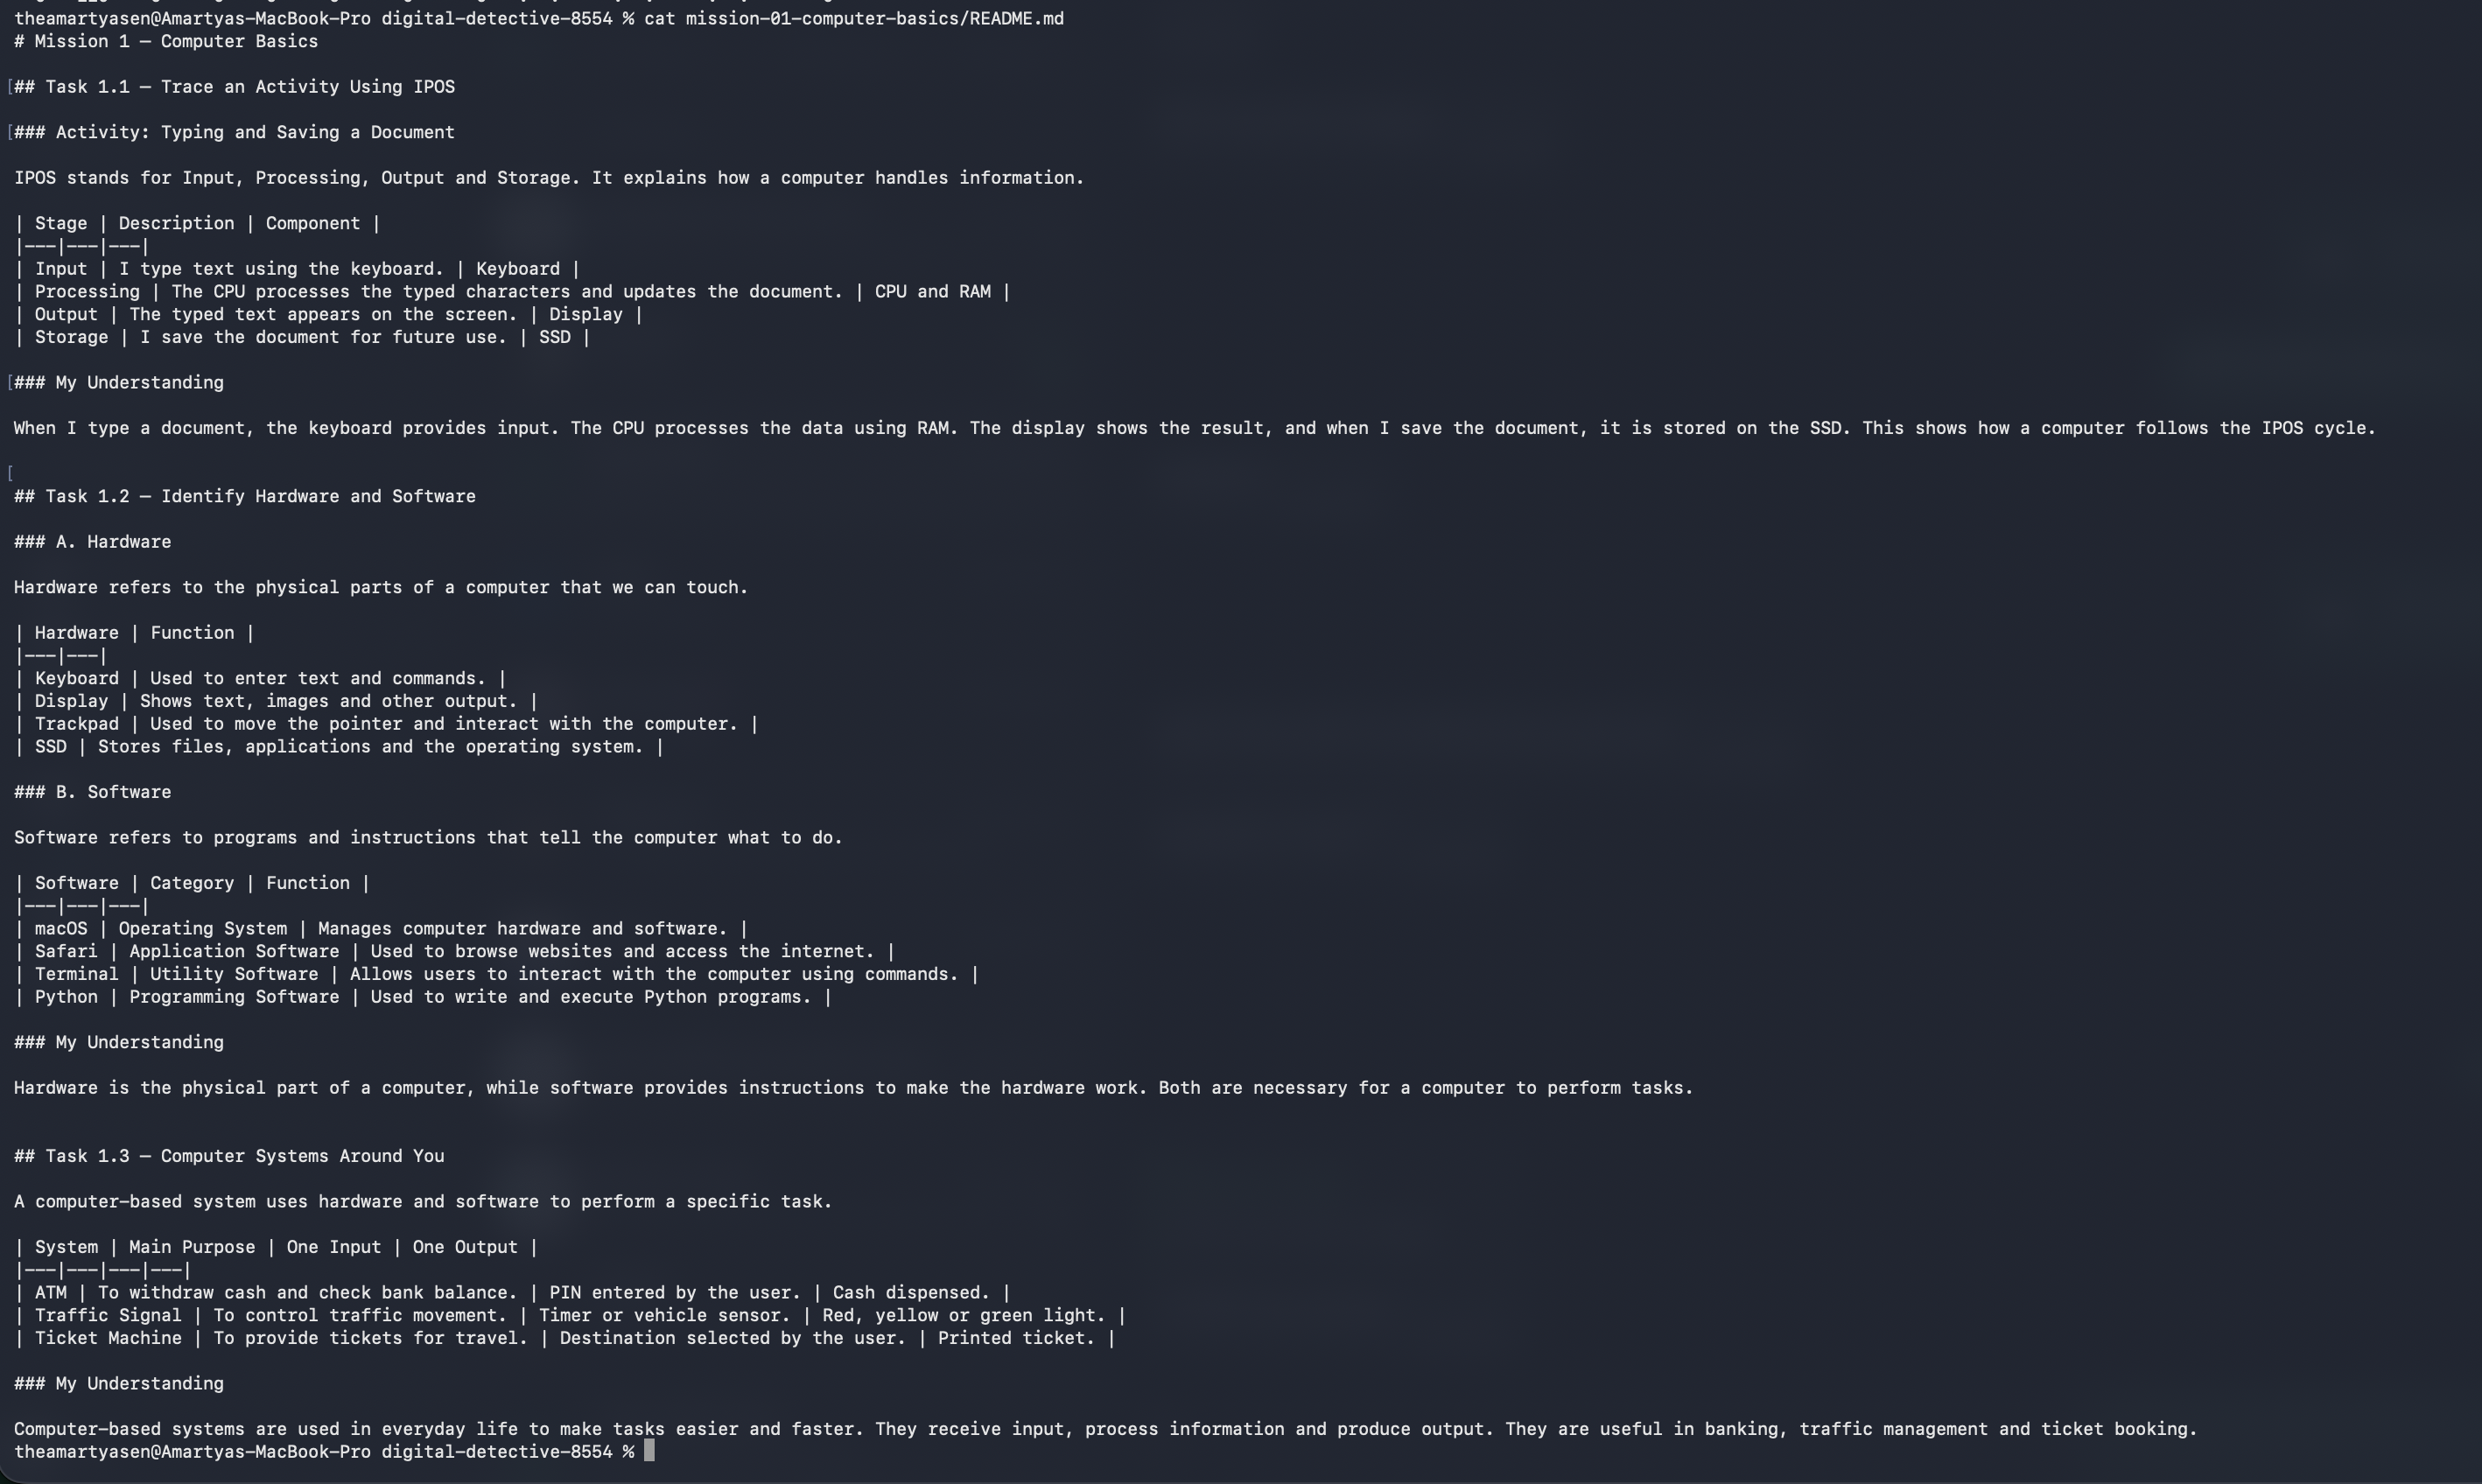 theamartyasen@Amartyas-MacBook-Pro digital-detective-8554 % cat mission-01-computer-basics/README.md
# Mission 1 — Computer Basics
[## Task 1.1 — Trace an Activity Using IPOS
[### Activity: Typing and Saving a Document
IPOS stands for Input, Processing, Output and Storage. It explains how a computer handles information.
| Stage | Description | Component |
|---|---|---|
| Input | I type text using the keyboard. | Keyboard |
| Processing | The CPU processes the typed characters and updates the document. | CPU and RAM |
| Output | The typed text appears on the screen. | Display |
| Storage | I save the document for future use. | SSD |
[### My Understanding
When I type a document, the keyboard provides input. The CPU processes the data using RAM. The display shows the result, and when I save the document, it is stored on the SSD. This shows how a computer follows the IPOS cycle.
[
## Task 1.2 — Identify Hardware and Software
### A. Hardware
Hardware refers to the physical parts of a computer that we can touch.
| Hardware | Function |
|---|---|
| Keyboard | Used to enter text and commands. |
| Display | Shows text, images and other output. |
| Trackpad | Used to move the pointer and interact with the computer. |
| SSD | Stores files, applications and the operating system. |
### B. Software
Software refers to programs and instructions that tell the computer what to do.
| Software | Category | Function |
|---|---|---|
| macOS | Operating System | Manages computer hardware and software. |
| Safari | Application Software | Used to browse websites and access the internet. |
| Terminal | Utility Software | Allows users to interact with the computer using commands. |
| Python | Programming Software | Used to write and execute Python programs. |
### My Understanding
Hardware is the physical part of a computer, while software provides instructions to make the hardware work. Both are necessary for a computer to perform tasks.
## Task 1.3 — Computer Systems Around You
A computer-based system uses hardware and software to perform a specific task.
| System | Main Purpose | One Input | One Output |
|---|---|---|---|
| ATM | To withdraw cash and check bank balance. | PIN entered by the user. | Cash dispensed. |
| Traffic Signal | To control traffic movement. | Timer or vehicle sensor. | Red, yellow or green light. |
| Ticket Machine | To provide tickets for travel. | Destination selected by the user. | Printed ticket. |
### My Understanding
Computer-based systems are used in everyday life to make tasks easier and faster. They receive input, process information and produce output. They are useful in banking, traffic management and ticket booking.
theamartyasen@Amartyas-MacBook-Pro digital-detective-8554 %